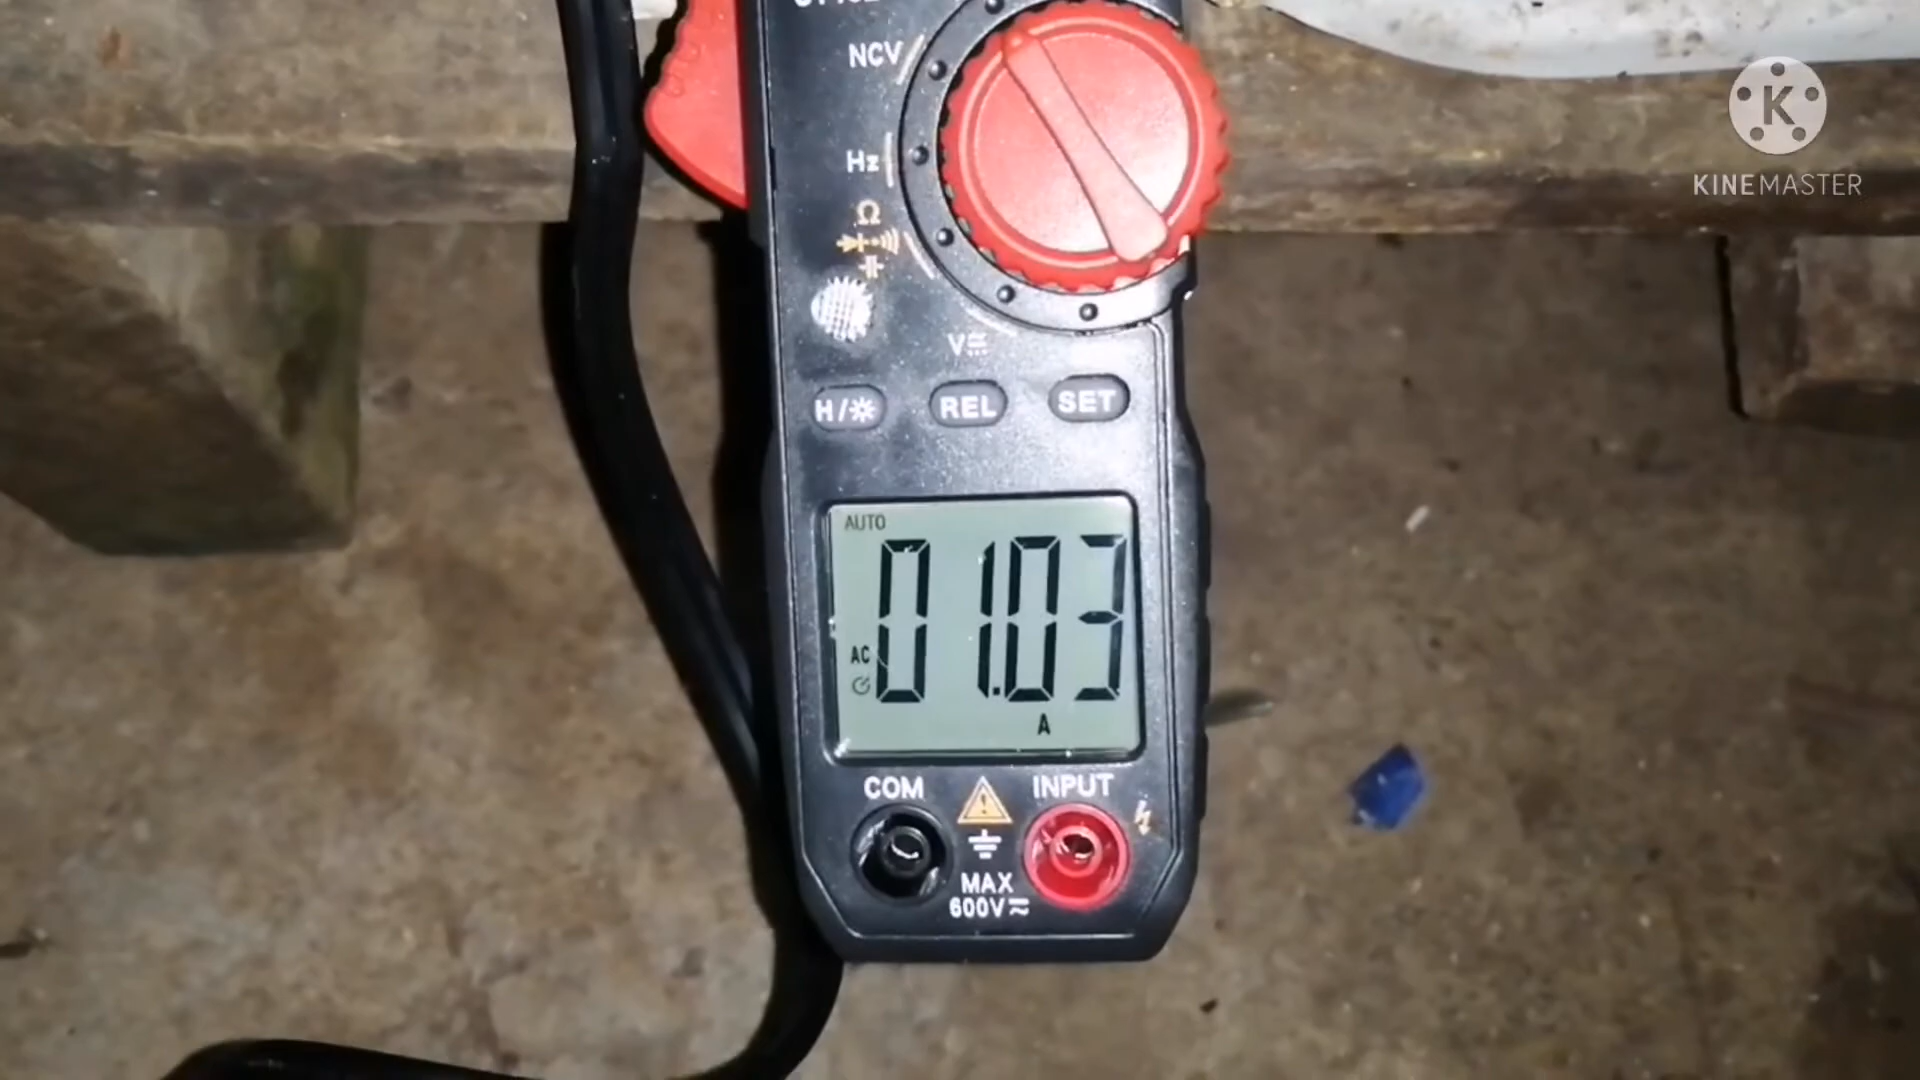 NCV
Hz
Ω
V
H/
REL
SET
AUTO
01.03
AC
A
COM
INPUT
MAX
600V
KINEMASTER
K